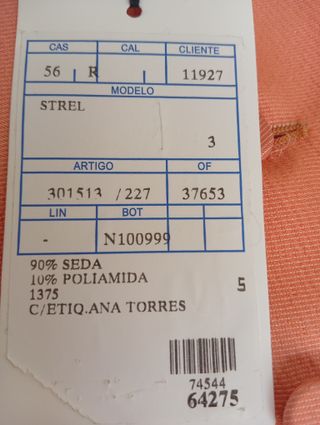 CAS CAL CLIENTE
56 R 11927
MODELO
STREL
3
ARTIGO OF
301513 /227 37653
LIN BOT
- N100999
90% SEDA
10% POLIAMIDA
1375 5
C/ETIQ.ANA TORRES
74544
64275